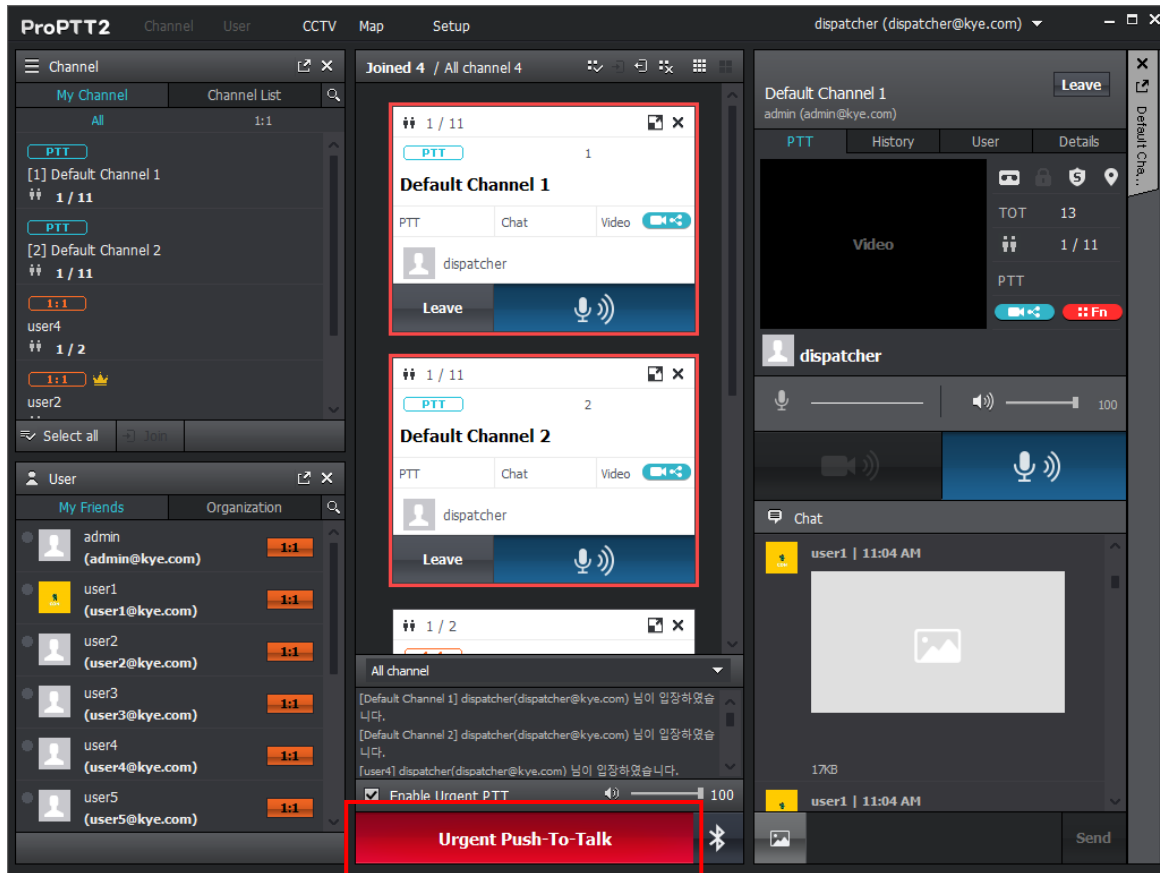 ProPTT2 Channel User CCTV Map Setup dispatcher (dispatcher@kye.com)
Channel
My Channel Channel List
All 1:1
PTT
[1] Default Channel 1
1 / 11
PTT
[2] Default Channel 2
1 / 11
1:1
user4
1 / 2
1:1
user2
Select all Join
User
My Friends Organization
admin
(admin@kye.com) 1:1
user1
(user1@kye.com) 1:1
user2
(user2@kye.com) 1:1
user3
(user3@kye.com) 1:1
user4
(user4@kye.com) 1:1
user5
(user5@kye.com) 1:1
Joined 4 / All channel 4
1 / 11
PTT 1
Default Channel 1
PTT Chat Video
dispatcher
Leave
1 / 11
PTT 2
Default Channel 2
PTT Chat Video
dispatcher
Leave
1 / 2
All channel
[Default Channel 1] dispatcher(dispatcher@kye.com) 님이 입장하였습
니다.
[Default Channel 2] dispatcher(dispatcher@kye.com) 님이 입장하였습
니다.
[user4] dispatcher(dispatcher@kye.com) 님이 입장하였습니다.
Enable Urgent PTT 100
Urgent Push-To-Talk
Default Channel 1 Leave
admin (admin@kye.com)
PTT History User Details
Video
TOT 13
1 / 11
PTT
Fn
dispatcher
100
Chat
user1 | 11:04 AM
17KB
user1 | 11:04 AM
Send
Default Cha...